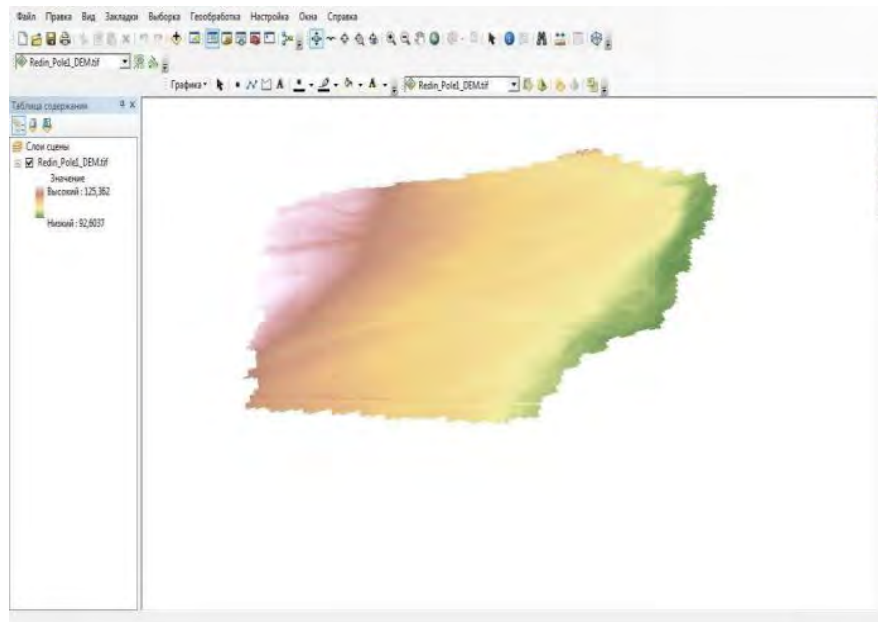 Файл Правка Вид Закладки Выборка Геообработка Настройка Окна Справка
Redin_Pole1_DEM.tif
Графика A A Redin_Pole1_DEM.tif
Таблица содержания
Слои сцены
Redin_Pole1_DEM.tif
Значение
Высокий : 125,362
Низкий : 92,6037